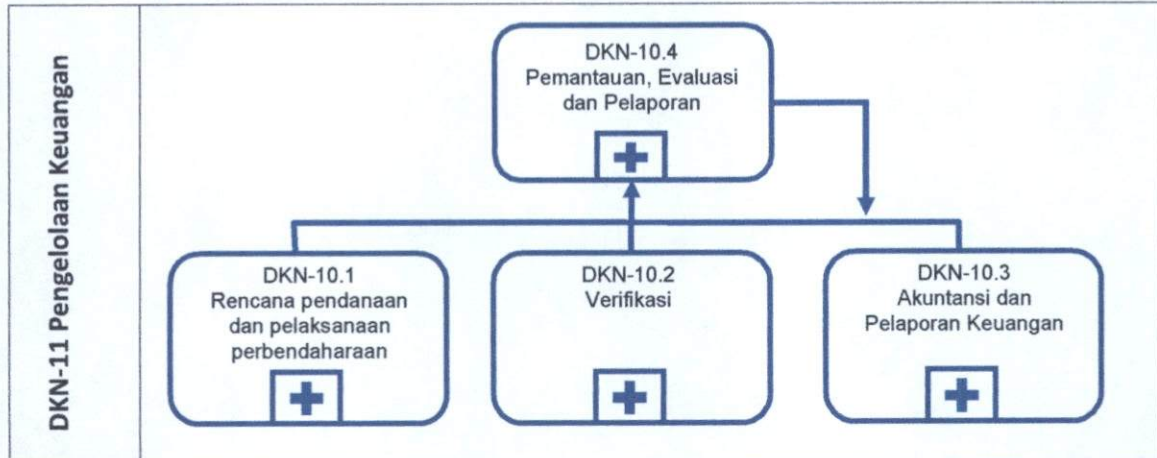 DKN-11 Pengelolaan Keuangan
DKN-10.4
Pemantauan, Evaluasi
dan Pelaporan
DKN-10.1
Rencana pendanaan
dan pelaksanaan
perbendaharaan
DKN-10.2
Verifikasi
DKN-10.3
Akuntansi dan
Pelaporan Keuangan